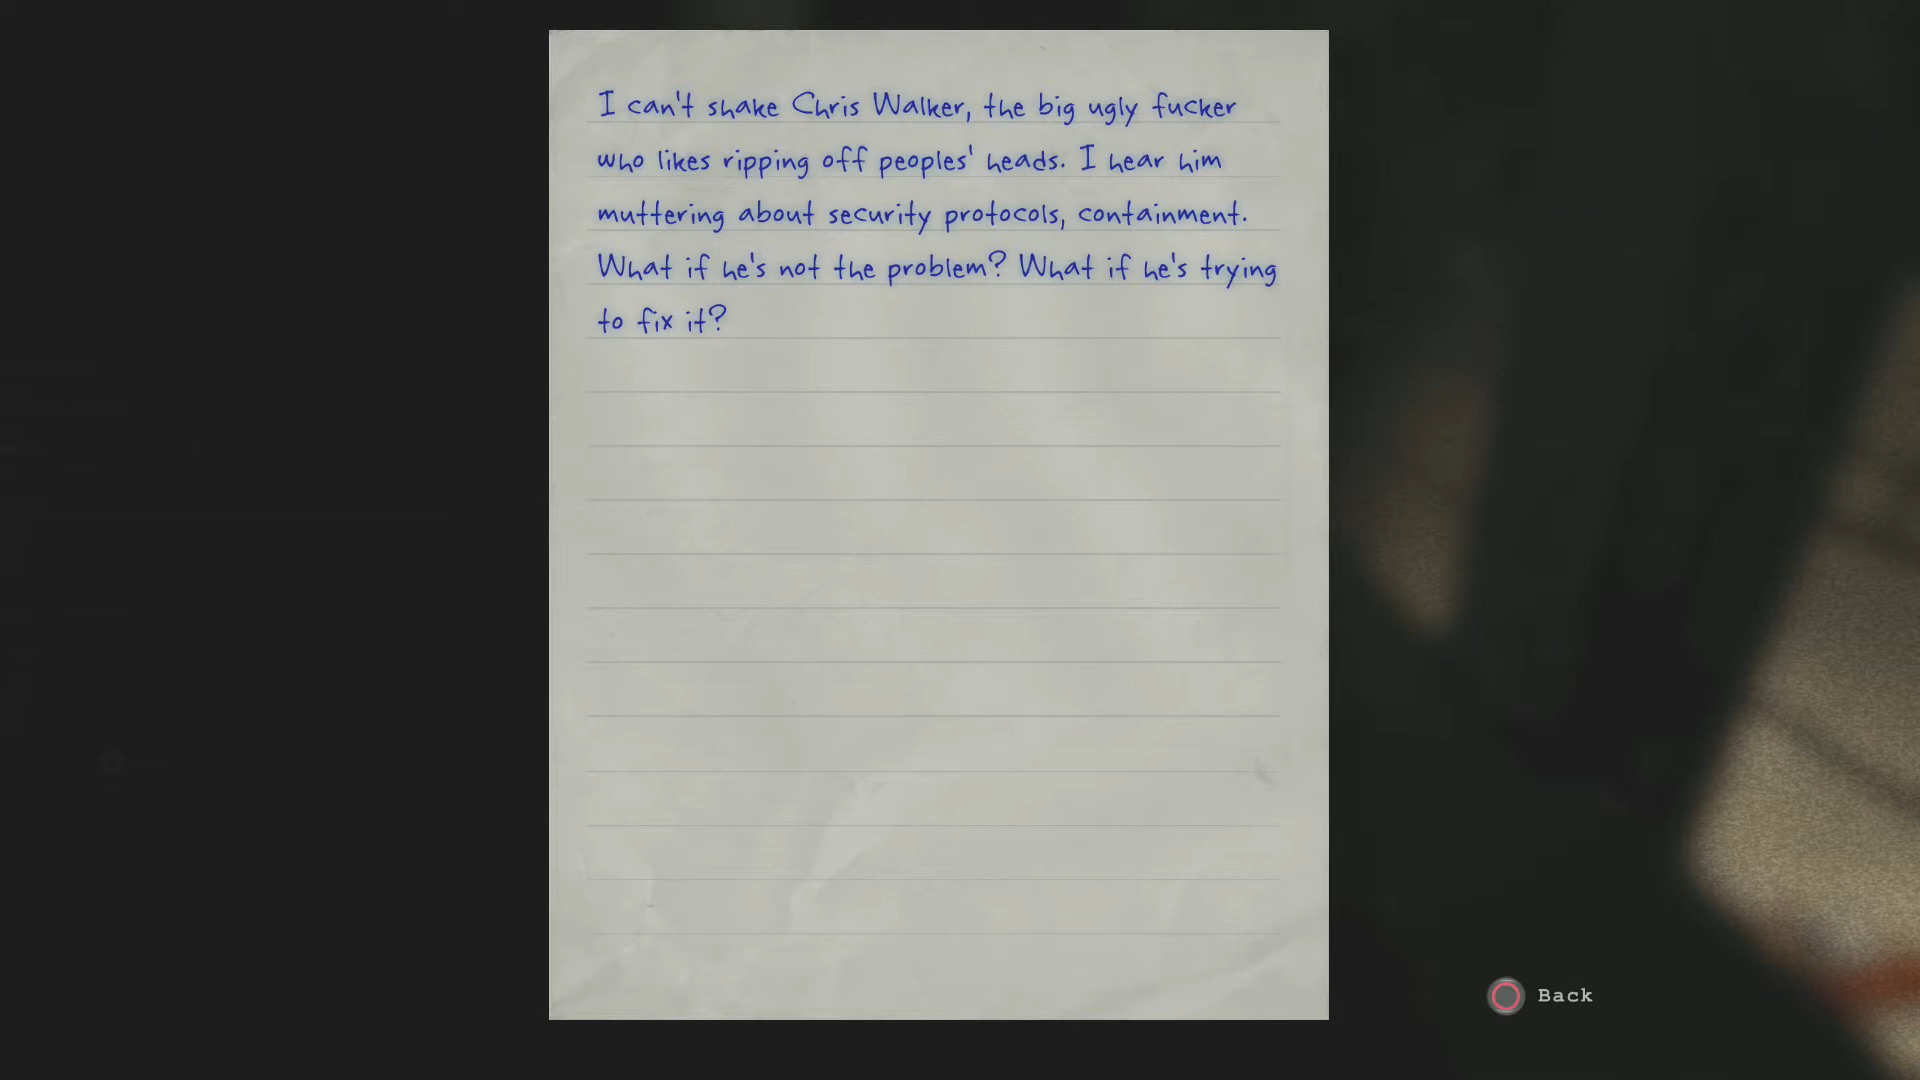 I can't shake Chris Walker, the big ugly fucker
who likes ripping off peoples' heads. I hear him
muttering about security protocols, containment.
What if he's not the problem? What if he's trying
to fix it?
Back